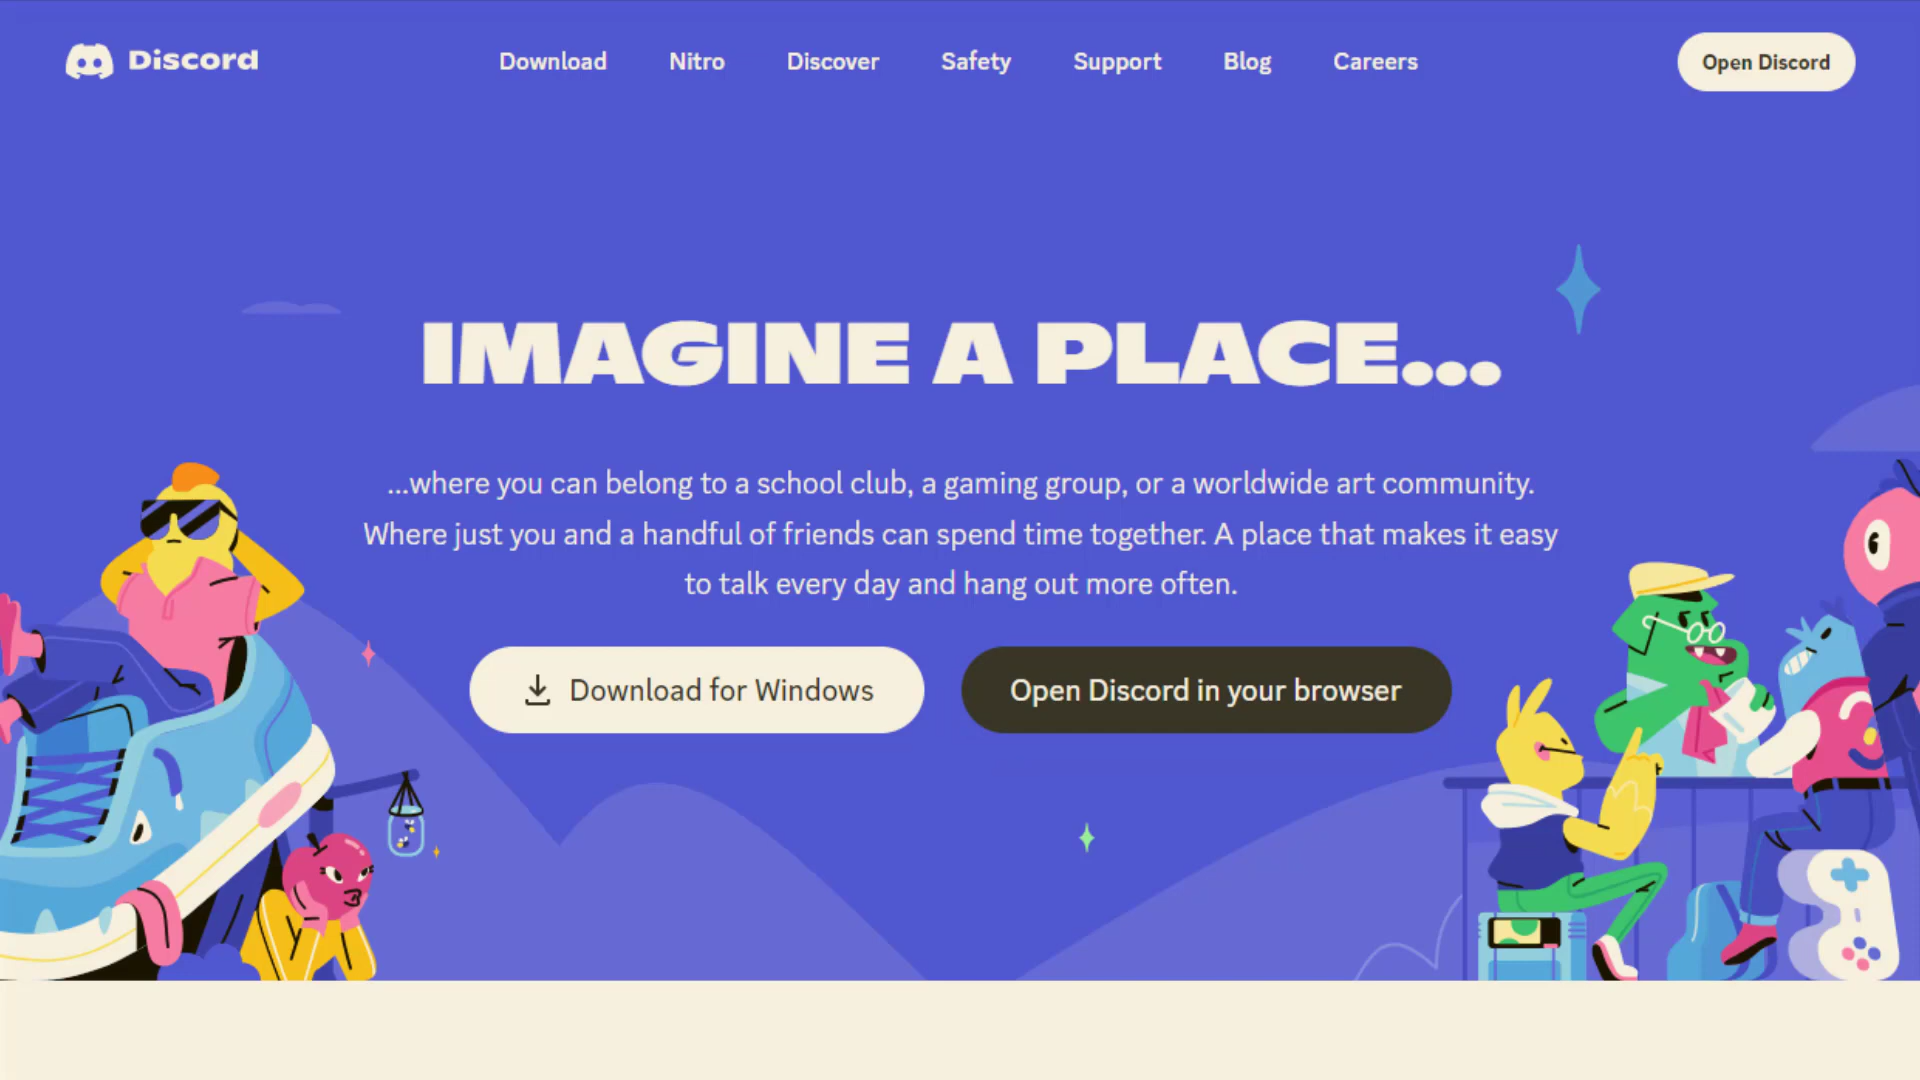 Discord
Download
Nitro
Discover
Safety
Support
Blog
Careers
Open Discord
IMAGINE A PLACE...
...where you can belong to a school club, a gaming group, or a worldwide art community.
Where just you and a handful of friends can spend time together. A place that makes it easy
to talk every day and hang out more often.
Download for Windows
Open Discord in your browser